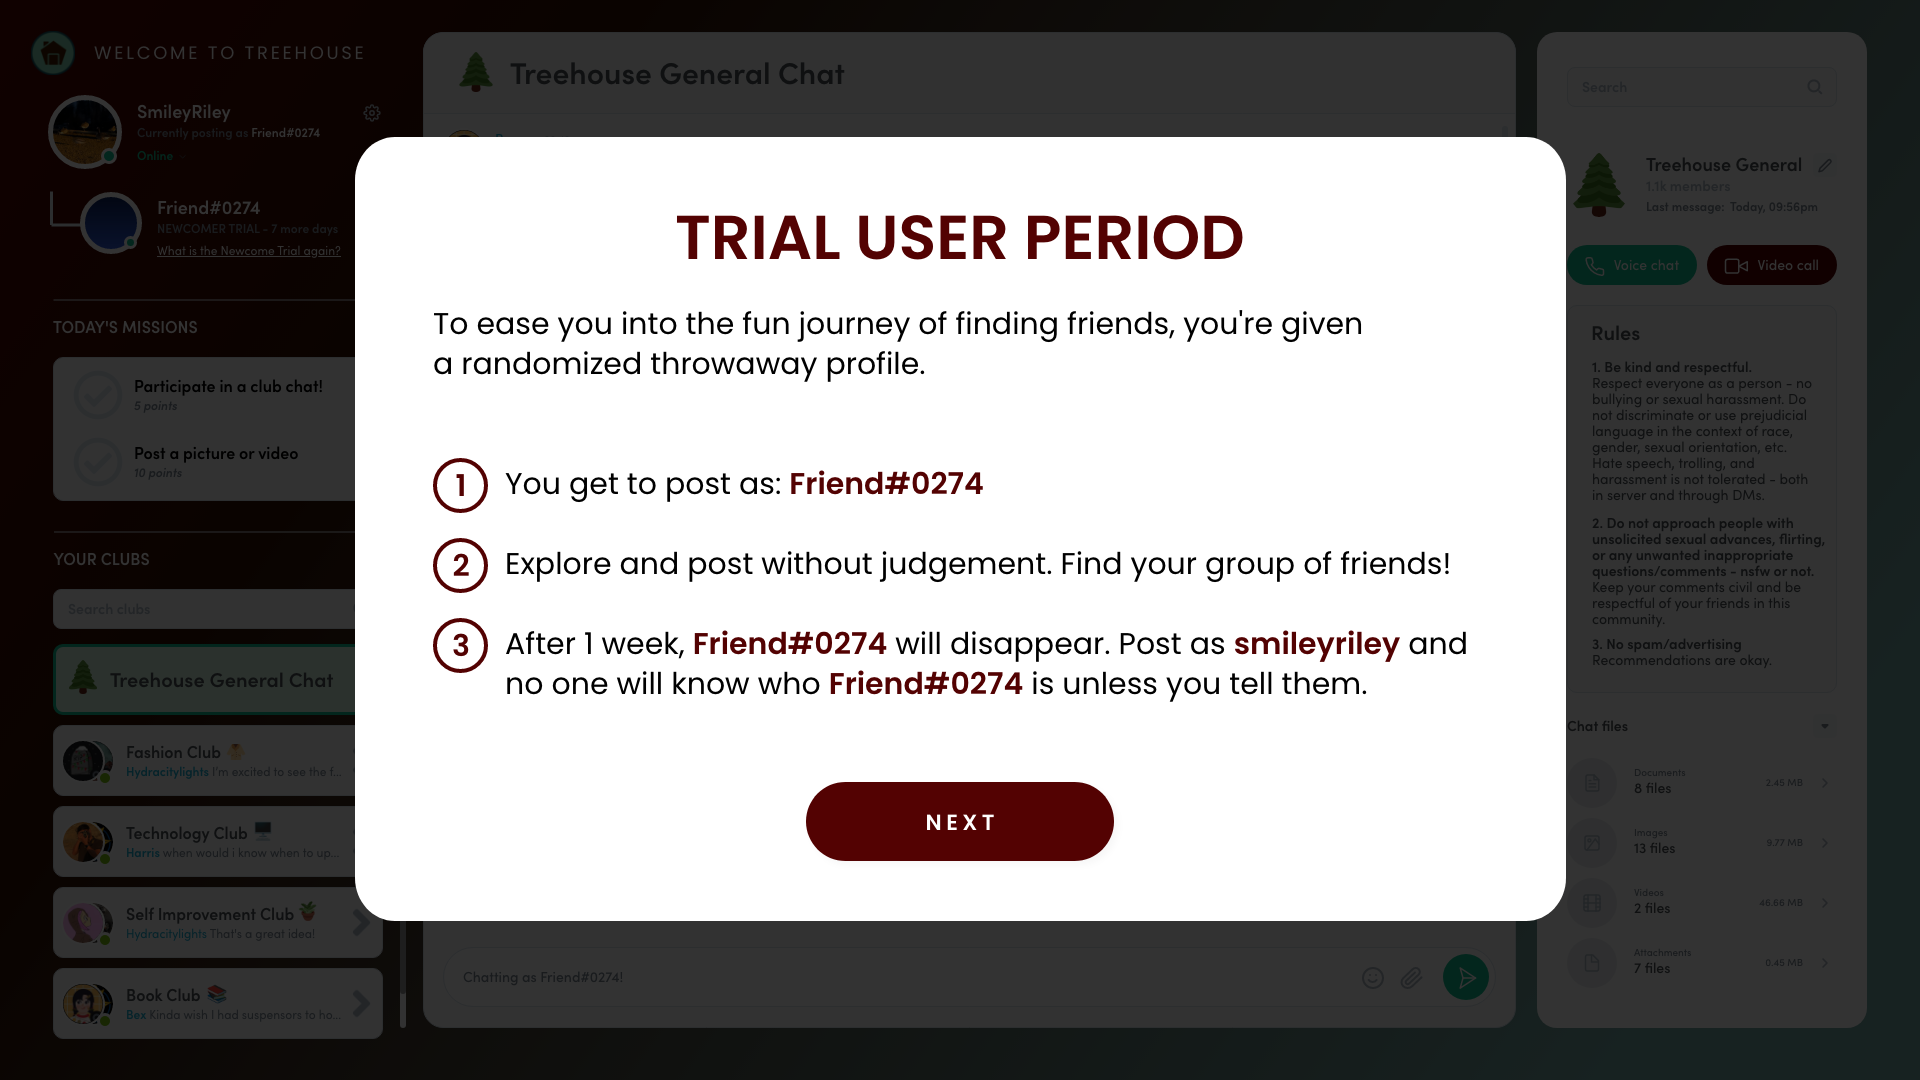 WELCOME TO TREEHOUSE
SmileyRiley
Currently posting as Friend#0274
Online
Friend#0274
NEWCOMER TRIAL - 7 more days
What is the Newcome Trial again?
TODAY'S MISSIONS
Participate in a club chat!
5 points
Post a picture or video
10 points
YOUR CLUBS
Search clubs
Treehouse General Chat
Fashion Club
Hydracitylights I'm excited to see the f...
Technology Club
Harris when would i know when to up...
Self Improvement Club
Hydracitylights That's a great idea!
Book Club
Bex Kinda wish I had suspensors to ho...
Treehouse General Chat
TRIAL USER PERIOD
To ease you into the fun journey of finding friends, you're given
a randomized throwaway profile.
1 You get to post as: Friend#0274
2 Explore and post without judgement. Find your group of friends!
3 After 1 week, Friend#0274 will disappear. Post as smileyriley and
no one will know who Friend#0274 is unless you tell them.
NEXT
Chatting as Friend#0274!
Search
Treehouse General
1.1k members
Last message: Today, 09:56pm
Voice chat
Video call
Rules
1. Be kind and respectful.
Respect everyone as a person - no
bullying or sexual harassment. Do
not discriminate or use prejudicial
language in the context of race,
gender, sexual orientation, etc.
Hate speech, trolling, and
harassment is not tolerated - both
in server and through DMs.
2. Do not approach people with
unsolicited sexual advances, flirting,
or any unwanted inappropriate
questions/comments - nsfw or not.
Keep your comments civil and be
respectful of your friends in this
community.
3. No spam/advertising
Recommendations are okay.
Chat files
Documents
8 files
2.45 MB
Images
13 files
9.77 MB
Videos
2 files
46.66 MB
Attachments
7 files
0.45 MB